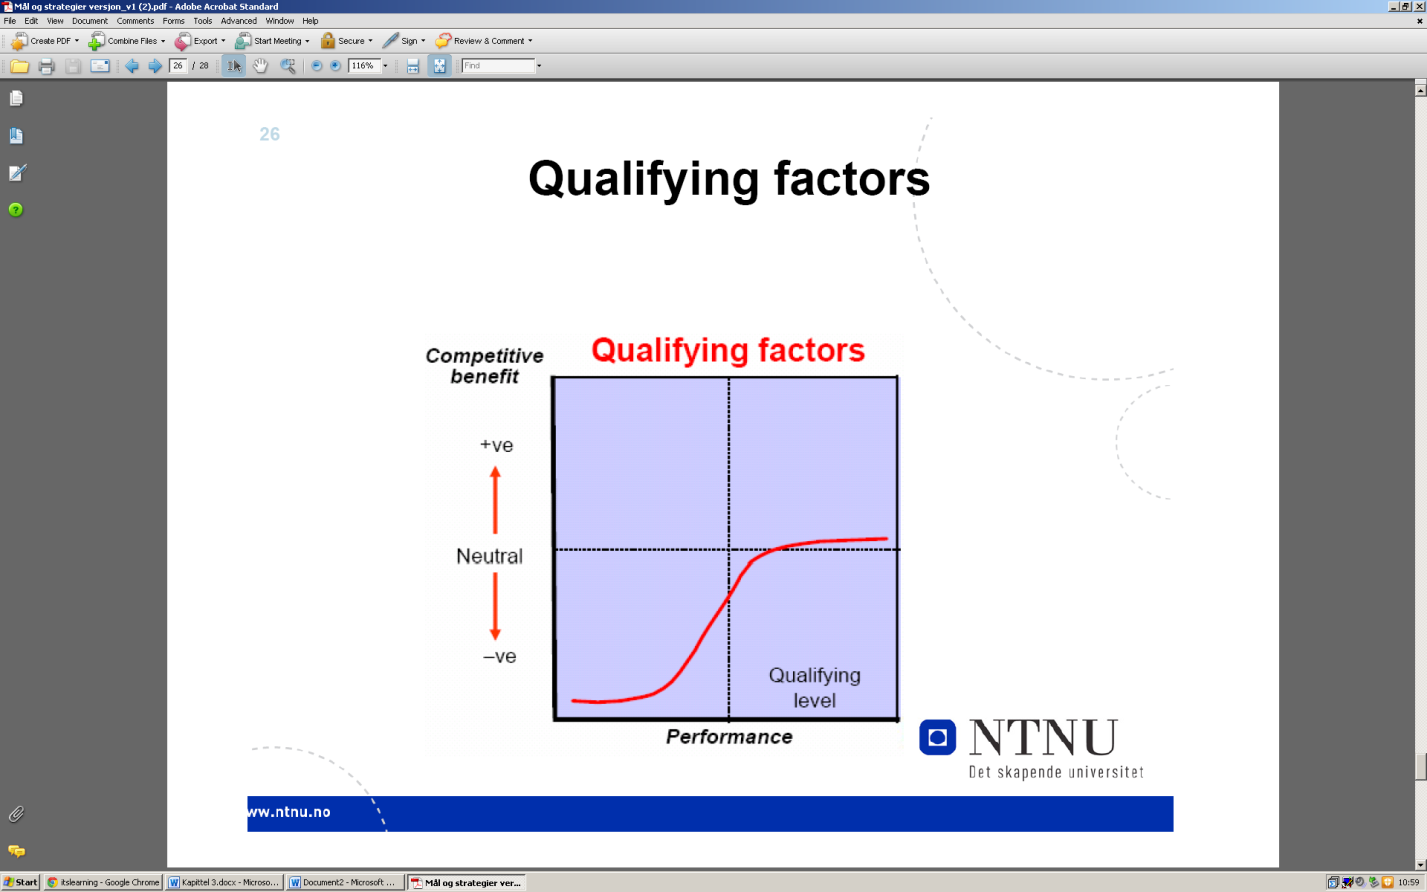 Mål og strategier versjon_v1 (2).pdf - Adobe Acrobat Standard
File Edit View Document Comments Forms Tools Advanced Window Help
Create PDF Combine Files Export Start Meeting Secure Sign Review & Comment
26 / 28 116% Find
26
Qualifying factors
Qualifying factors
Competitive
benefit
+ve
Neutral
–ve
Qualifying
level
Performance
NTNU
Det skapende universitet
ww.ntnu.no
Start itslearning - Google Chrome Kapittel 3.docx - Microso... Document2 - Microsoft ... Mål og strategier ver... 10:59